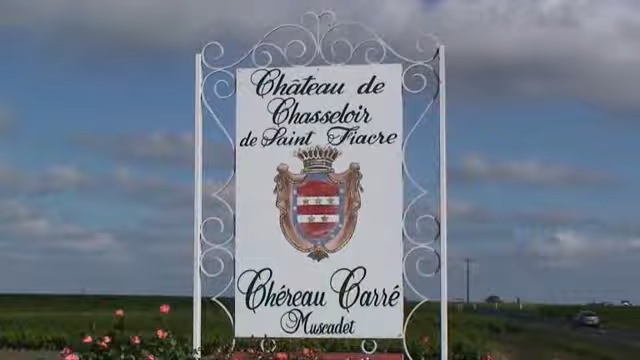 Château de
Chasseloir
de Saint Fiacre
Chéreau Carré
Muscadet